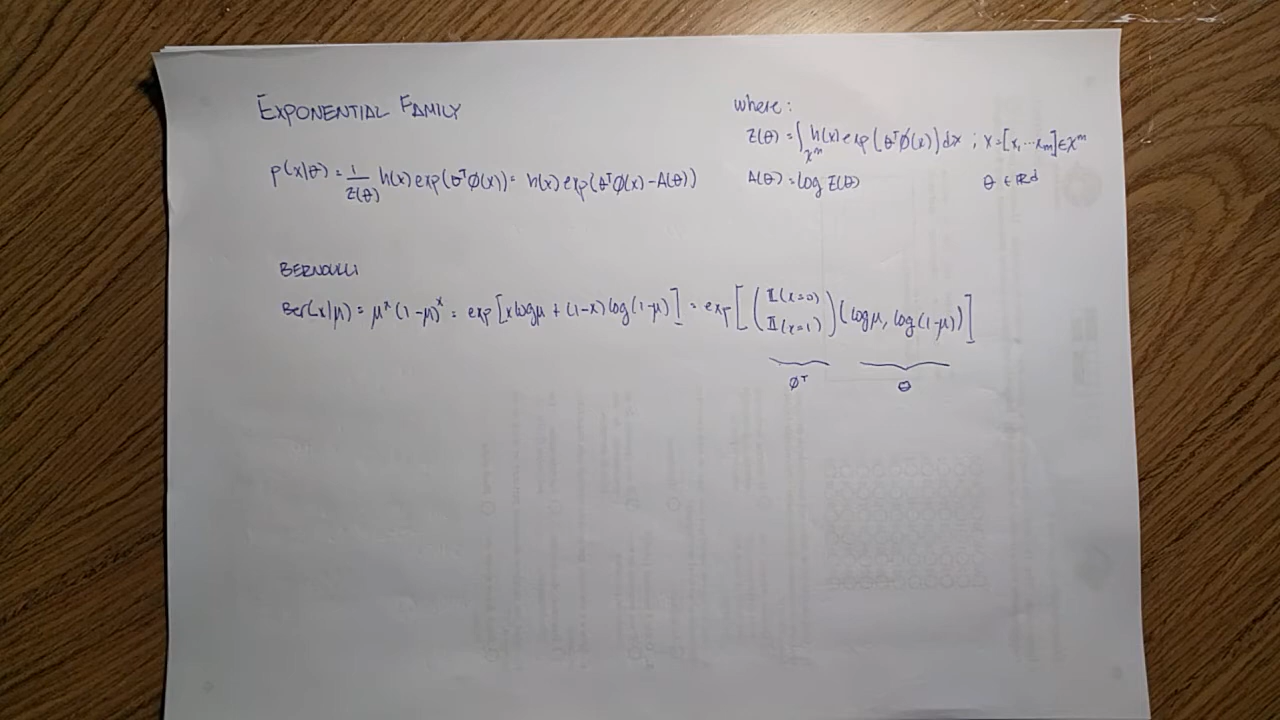 EXPONENTIAL FAMILY
p(x|θ) = 1/Z(θ) h(x) exp(θᵀϕ(x)) = h(x) exp(θᵀϕ(x) - A(θ))
where:
Z(θ) = ∫_χᵐ h(x) exp(θᵀϕ(x)) dx ; x = [x₁ ... xₘ] ∈ χᵐ
A(θ) = log Z(θ) θ ∈ ℝᵈ
BERNOULLI
Ber(x|μ) = μˣ (1-μ)ˣ = exp[x log μ + (1-x) log(1-μ)] = exp[(𝕀(x=0) 𝕀(x=1)) (log μ, log(1-μ))]
ϕᵀ θ